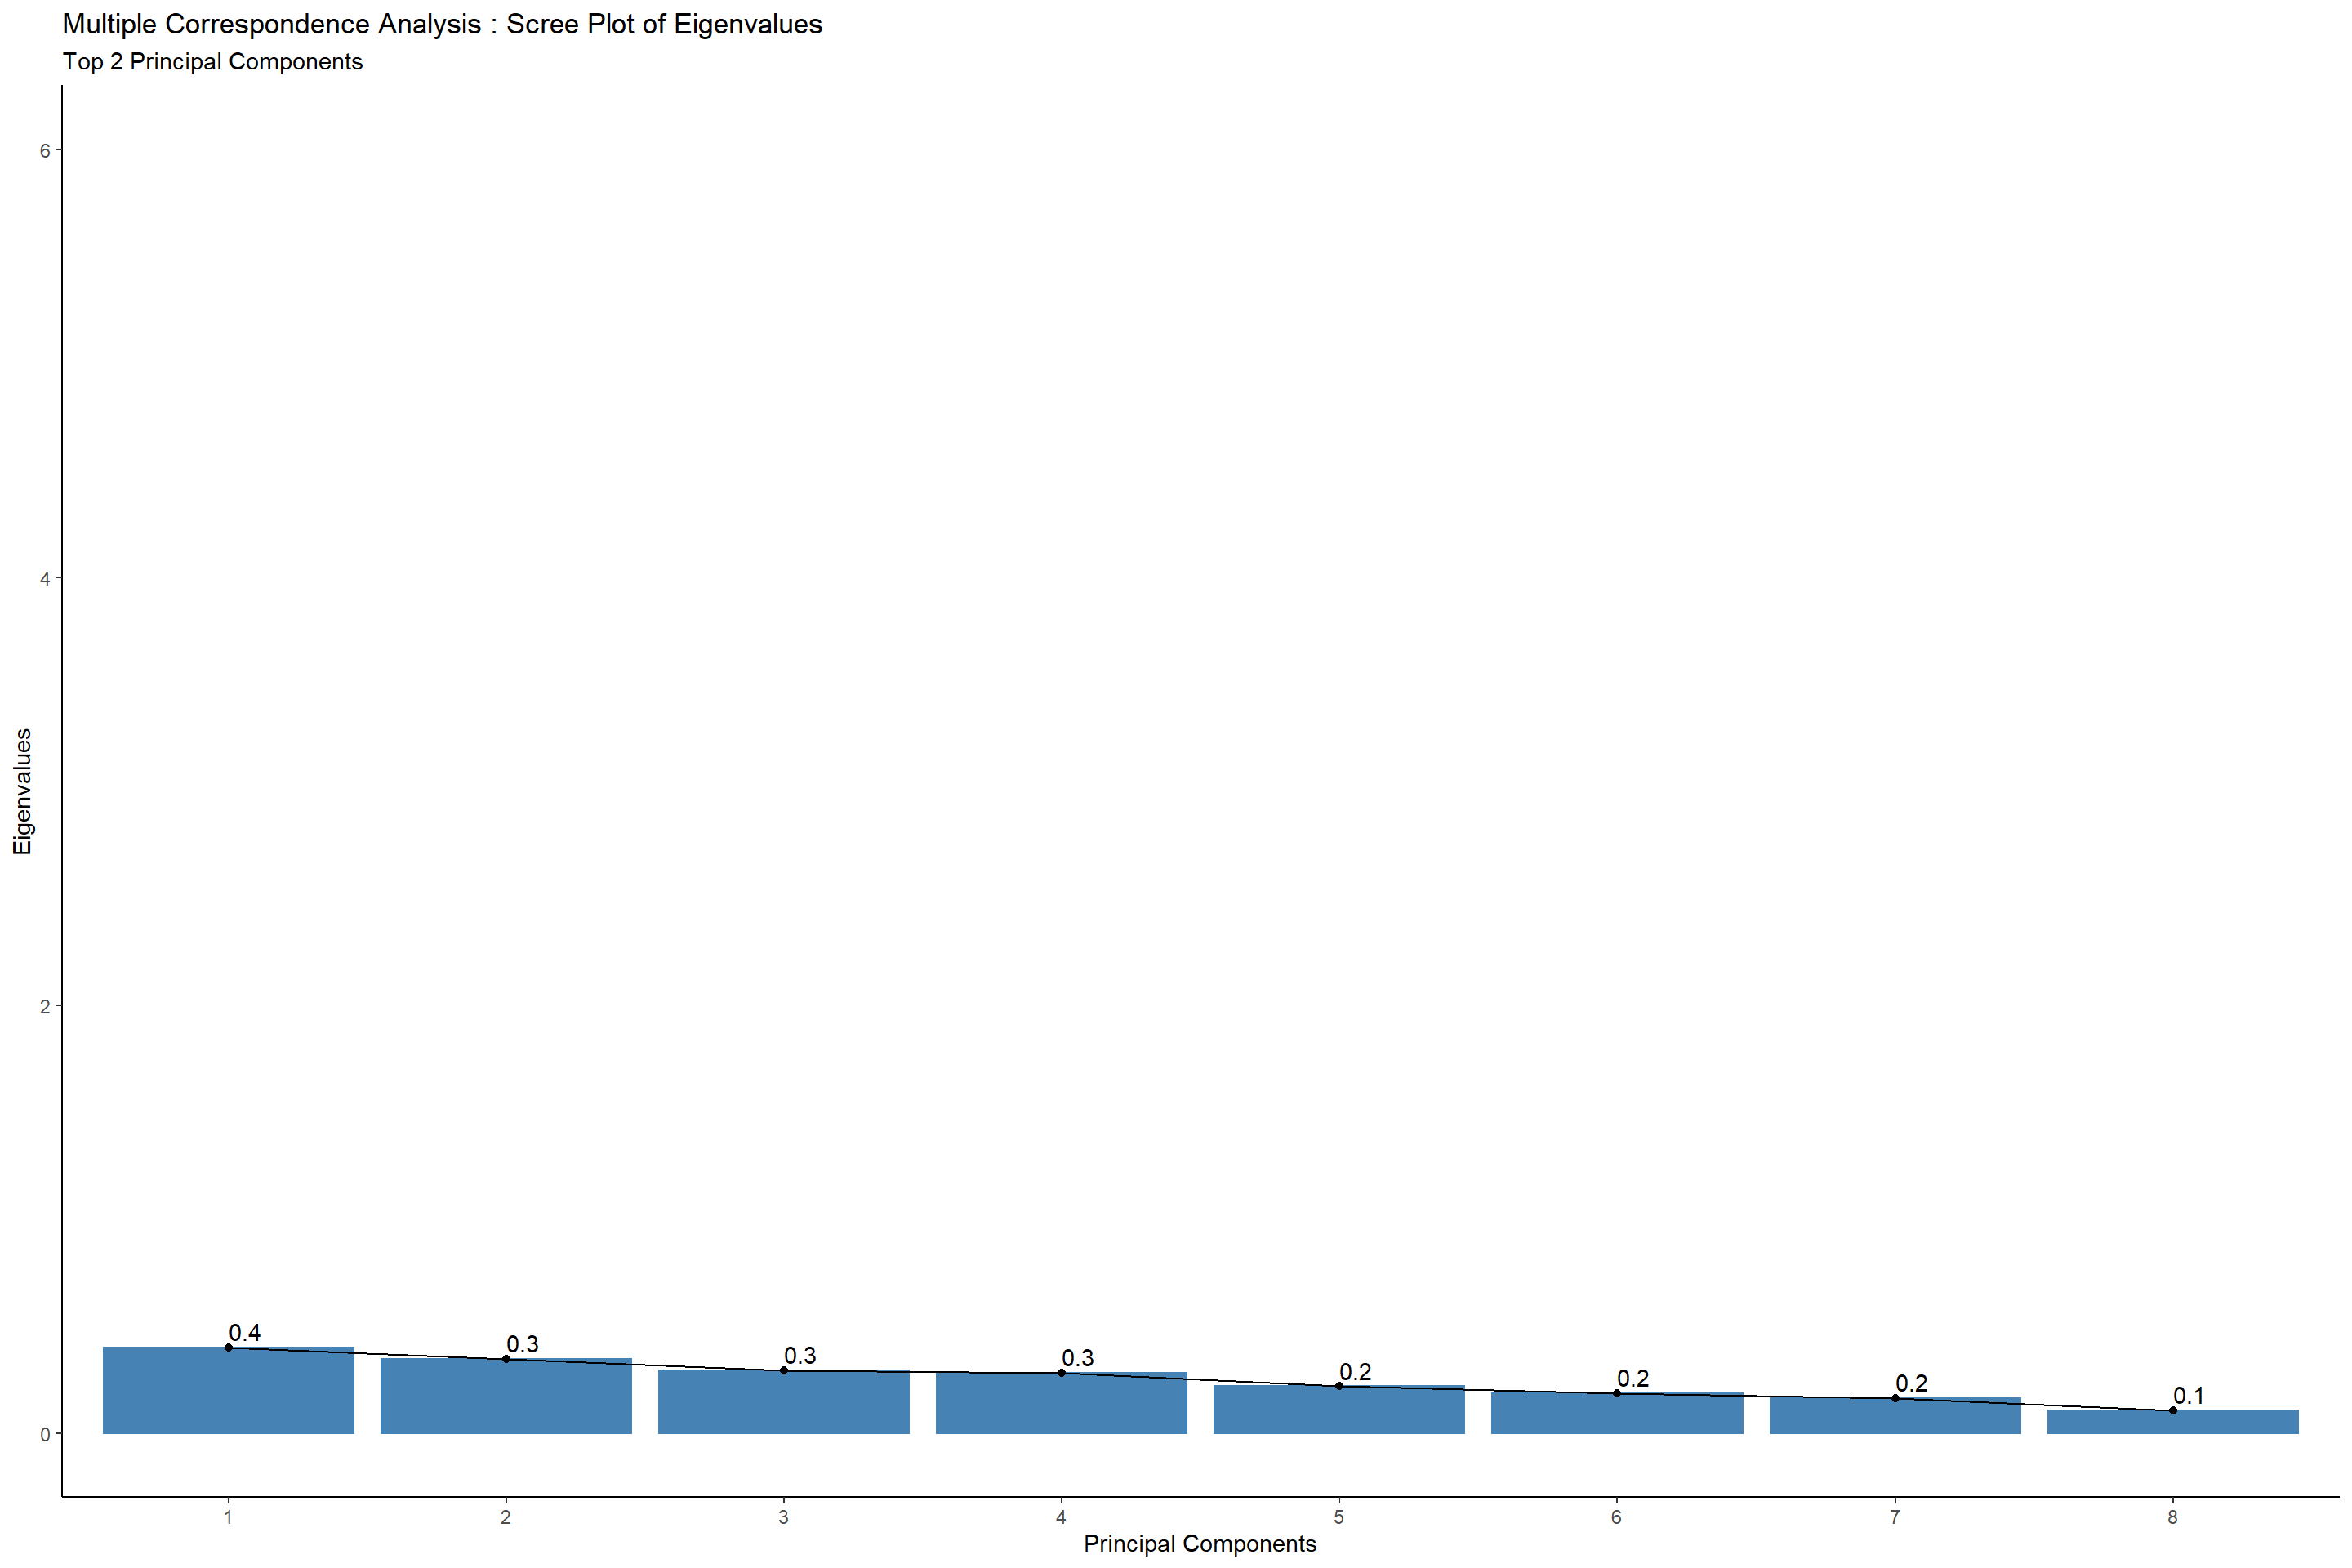 Multiple Correspondence Analysis : Scree Plot of Eigenvalues
Top 2 Principal Components
6
4
2
0
Eigenvalues
0.4
0.3
0.3
0.3
0.2
0.2
0.2
0.1
1 2 3 4 5 6 7 8
Principal Components